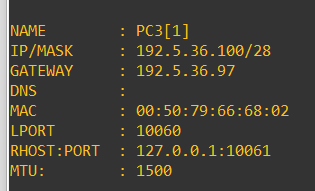 NAME        : PC3[1]
IP/MASK     : 192.5.36.100/28
GATEWAY     : 192.5.36.97
DNS         :
MAC         : 00:50:79:66:68:02
LPORT       : 10060
RHOST:PORT  : 127.0.0.1:10061
MTU:        : 1500